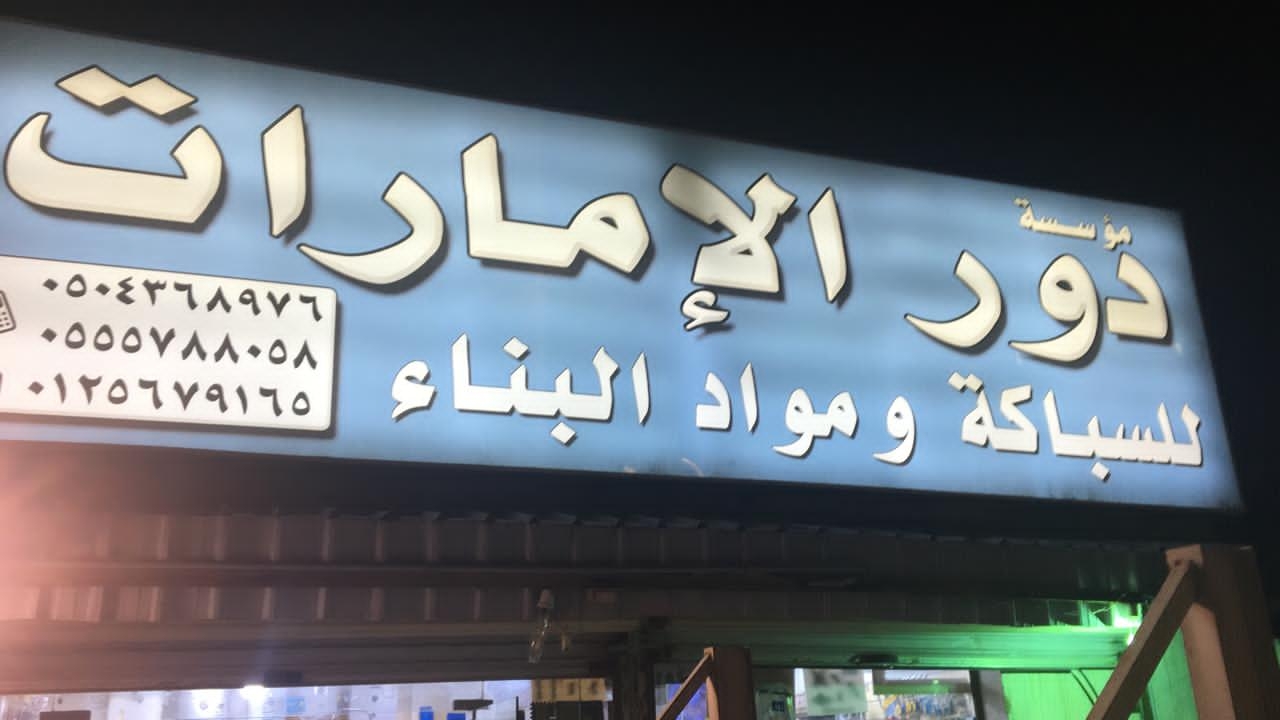 مؤسسة
دور الإمارات
للسباكة ومواد البناء
٠٥٠٤٣٦٨٩٧٦
٠٥٥٥٧٨٨٠٥٨
٠١٢٥٦٧٩١٦٥